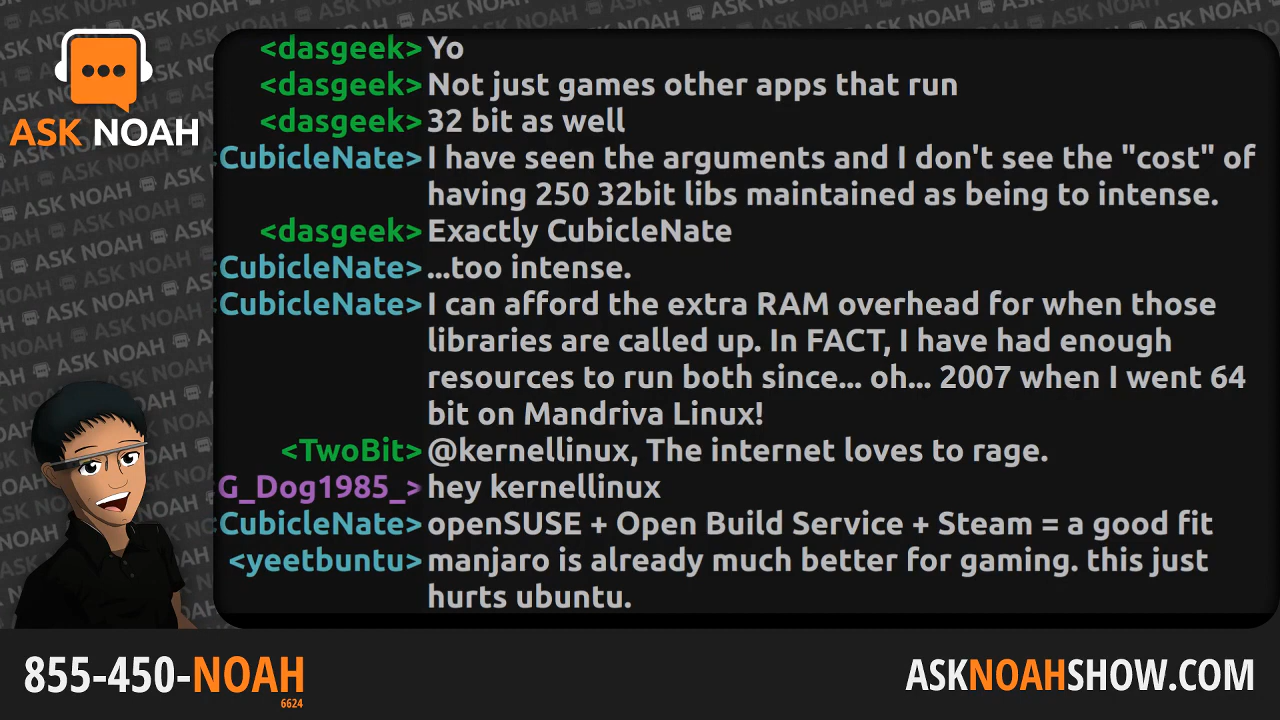 ASK NOAH
<dasgeek> Yo
<dasgeek> Not just games other apps that run
<dasgeek> 32 bit as well
CubicleNate> I have seen the arguments and I don't see the "cost" of
having 250 32bit libs maintained as being to intense.
<dasgeek> Exactly CubicleNate
CubicleNate> ...too intense.
CubicleNate> I can afford the extra RAM overhead for when those
libraries are called up. In FACT, I have had enough
resources to run both since... oh... 2007 when I went 64
bit on Mandriva Linux!
<TwoBit> @kernellinux, The internet loves to rage.
G_Dog1985_> hey kernellinux
CubicleNate> openSUSE + Open Build Service + Steam = a good fit
<yeetbuntu> manjaro is already much better for gaming. this just
hurts ubuntu.
855-450-NOAH
6624
ASKNOAHSHOW.COM